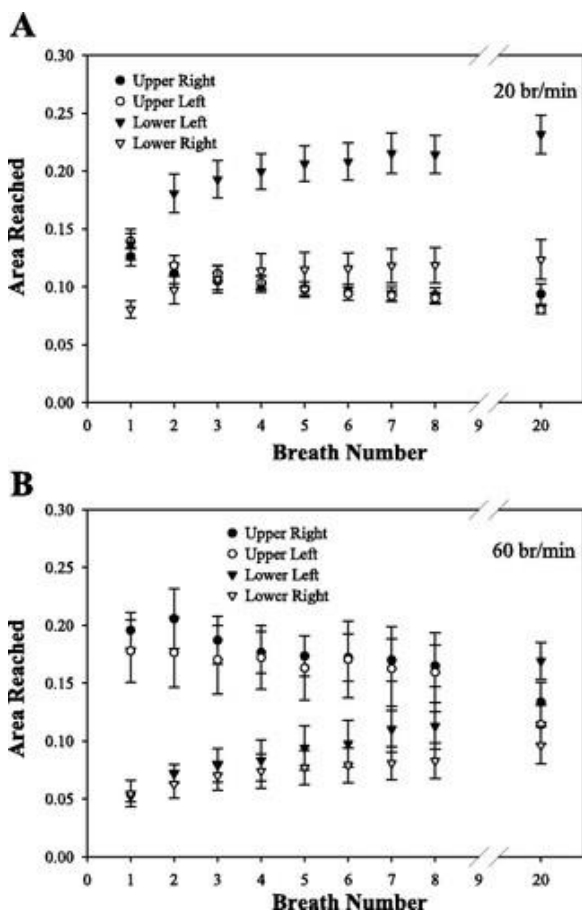 A
0.30
0.25
0.20
0.15
0.10
0.05
0.00
Area Reached
Upper Right
Upper Left
Lower Left
Lower Right
20 br/min
0 1 2 3 4 5 6 7 8 9 20
Breath Number
B
0.30
0.25
0.20
0.15
0.10
0.05
0.00
Area Reached
Upper Right
Upper Left
Lower Left
Lower Right
60 br/min
0 1 2 3 4 5 6 7 8 9 20
Breath Number